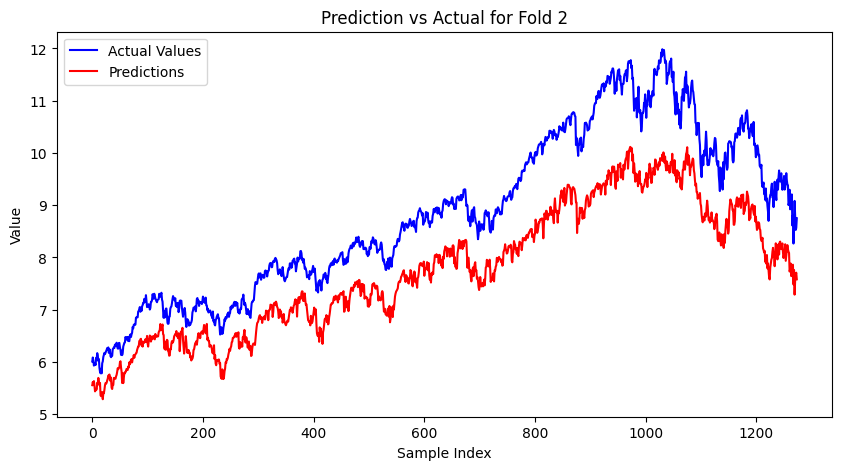 Prediction vs Actual for Fold 2
Actual Values
Predictions
Value
12
11
10
9
8
7
6
5
0 200 400 600 800 1000 1200
Sample Index